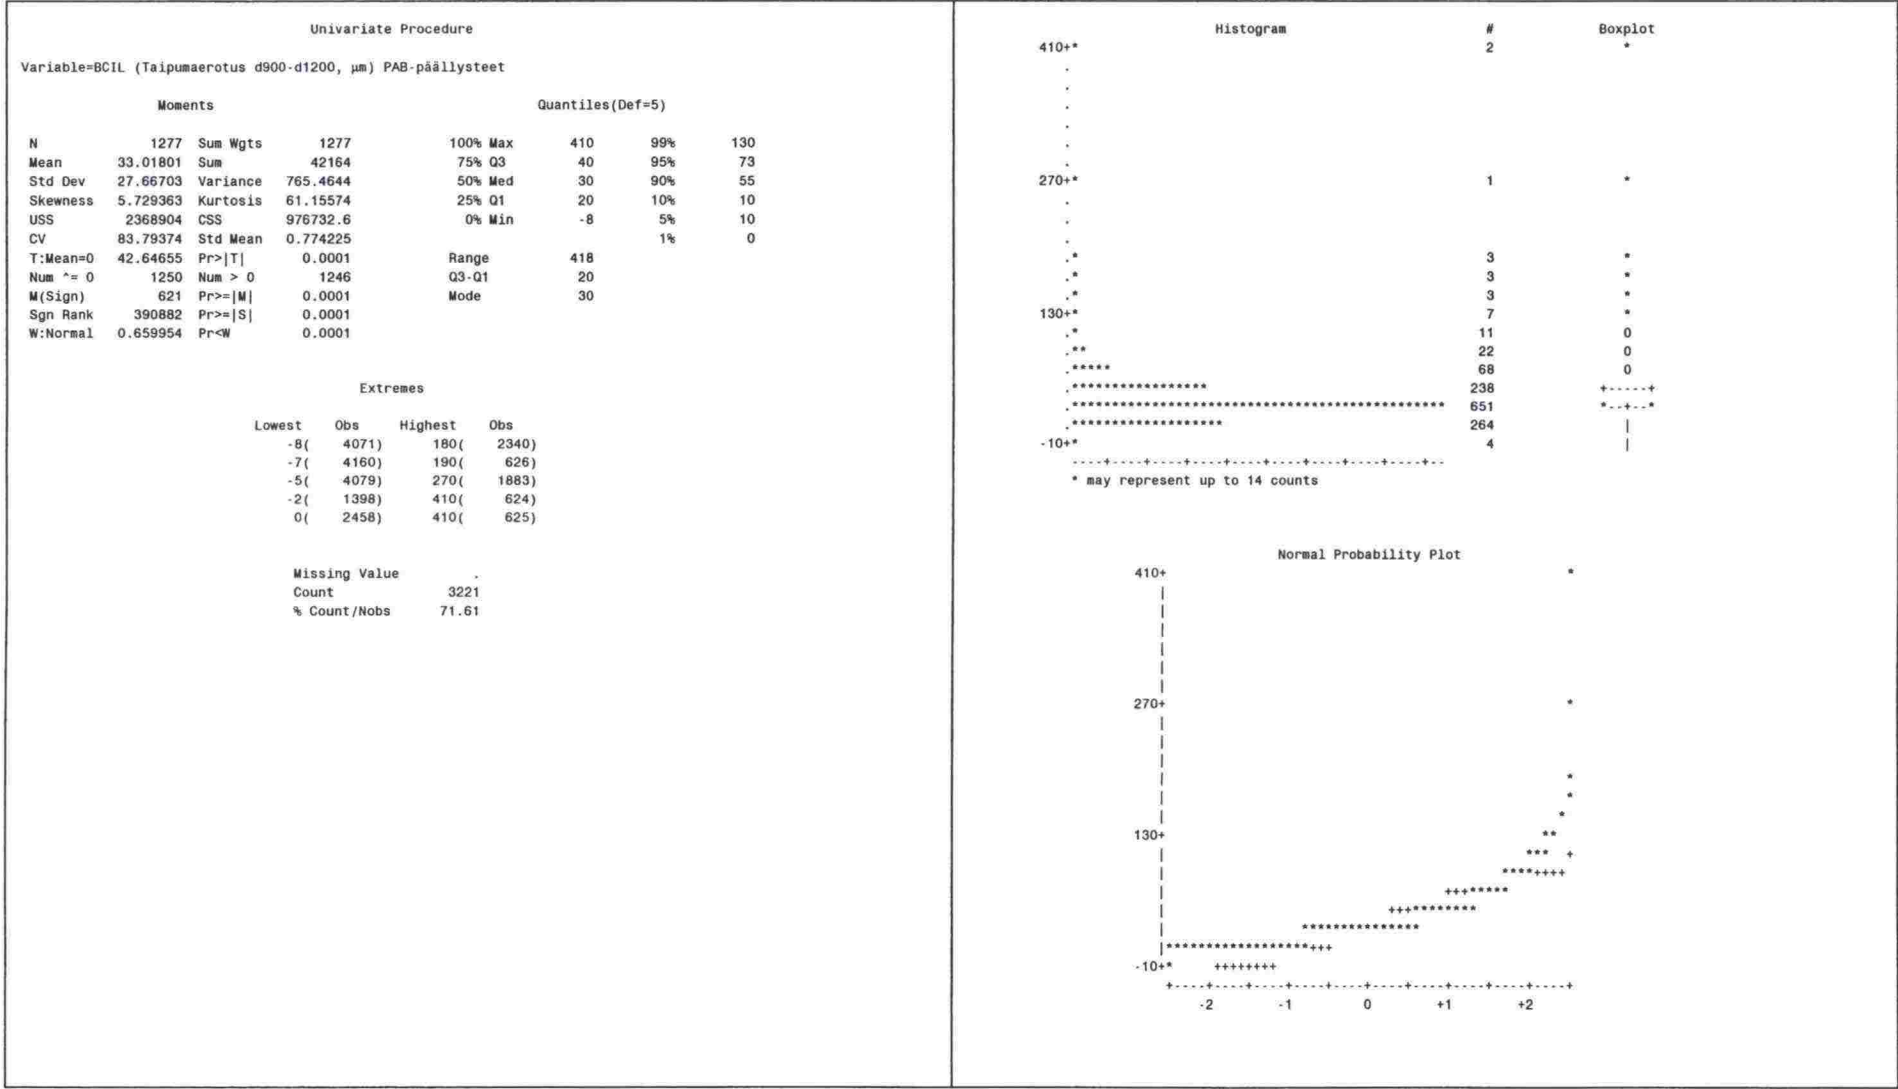 Univariate Procedure
Variable=BCIL (Taipumaerotus d900-d1200, µm) PAB-päällysteet
Moments
N 1277 Sum Wgts 1277
Mean 33.01801 Sum 42164
Std Dev 27.66703 Variance 765.4644
Skewness 5.729363 Kurtosis 61.15574
USS 2368904 CSS 976732.6
CV 83.79374 Std Mean 0.774225
T:Mean=0 42.64655 Pr>|T| 0.0001
Num ^= 0 1250 Num > 0 1246
M(Sign) 621 Pr>=|M| 0.0001
Sgn Rank 390882 Pr>=|S| 0.0001
W:Normal 0.659954 Pr<W 0.0001
Quantiles(Def=5)
100% Max 410 99% 130
75% Q3 40 95% 73
50% Med 30 90% 55
25% Q1 20 10% 10
0% Min -8 5% 10
1% 0
Range 418
Q3-Q1 20
Mode 30
Extremes
Lowest Obs Highest Obs
-8( 4071) 180( 2340)
-7( 4160) 190( 626)
-5( 4079) 270( 1883)
-2( 1398) 410( 624)
0( 2458) 410( 625)
Missing Value .
Count 3221
% Count/Nobs 71.61
Histogram # Boxplot
410+* 2 *
.
.
.
.
.
.
270+* 1 *
.
.
.
.* 3 *
.* 3 *
.* 3 *
130+* 7 *
.* 11 0
.** 22 0
.***** 68 0
.***************** 238 +-----+
.*********************************************** 651 *--+--*
.******************* 264 |
-10+* 4 |
----+----+----+----+----+----+----+----+----+--
* may represent up to 14 counts
Normal Probability Plot
410+ *
|
|
|
|
|
|
270+ *
|
|
|
| *
| *
| *
130+ **
| *** +
| ****++++
| +++*****
| +++********
| ***************
|******************+++
-10+* ++++++++
+----+----+----+----+----+----+----+----+----+----+
-2 -1 0 +1 +2